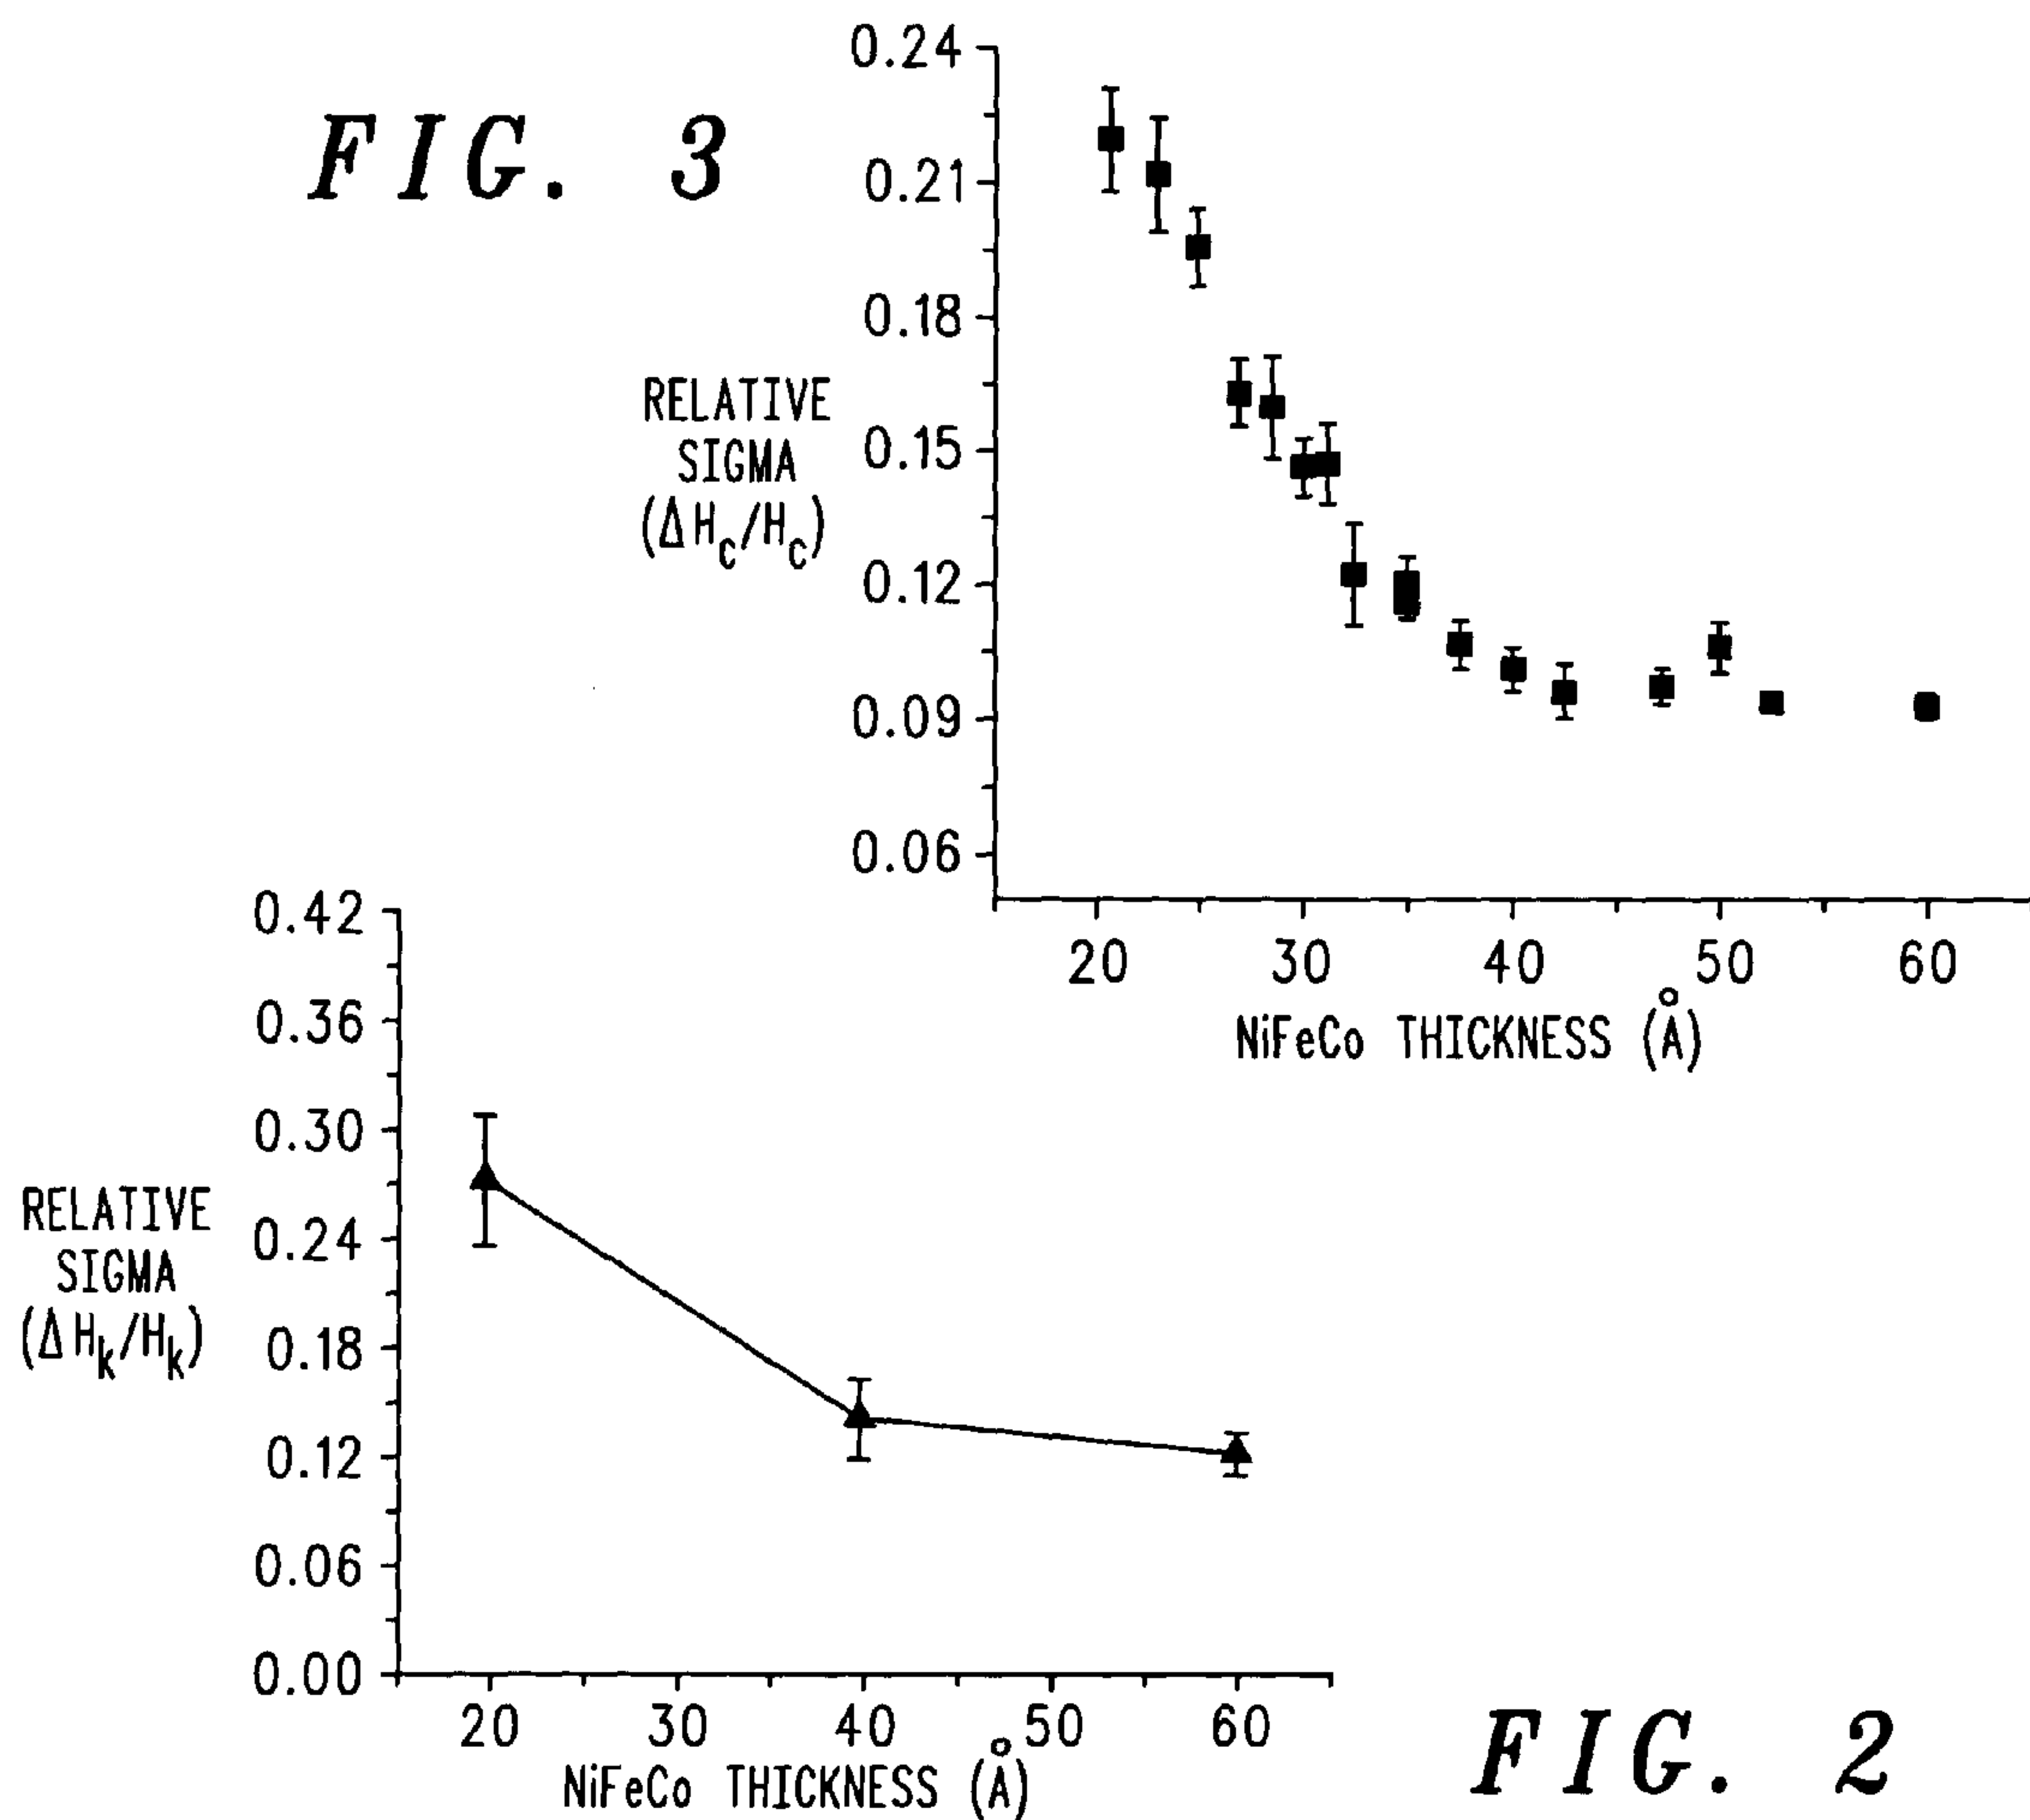 FIG. 3
RELATIVE
SIGMA
(ΔHc/Hc)
0.24
0.21
0.18
0.15
0.12
0.09
0.06
20 30 40 50 60
NiFeCo THICKNESS (Å)
RELATIVE
SIGMA
(ΔHk/Hk)
0.42
0.36
0.30
0.24
0.18
0.12
0.06
0.00
20 30 40 50 60
NiFeCo THICKNESS (Å)
FIG. 2